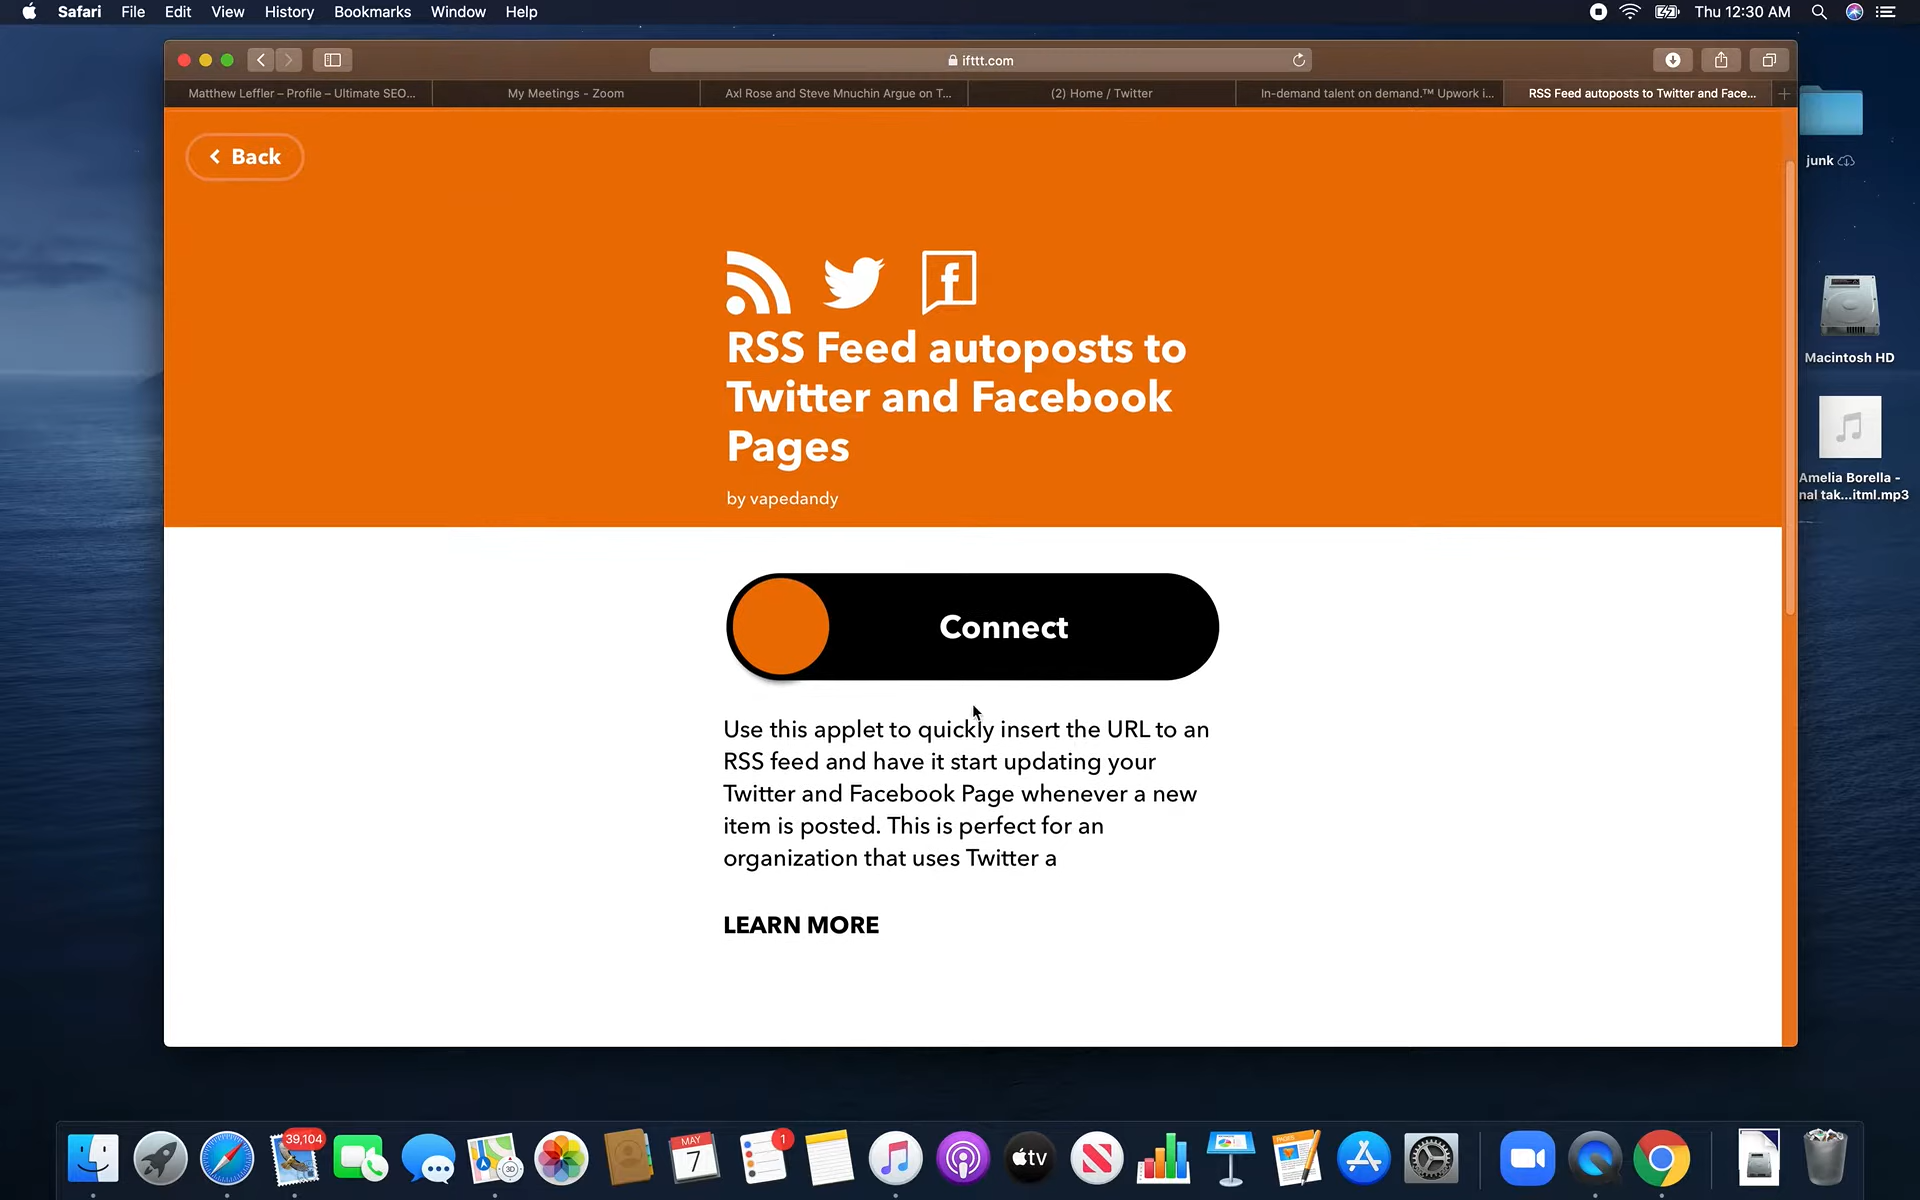 Safari File Edit View History Bookmarks Window Help Thu 12:30 AM
ifttt.com
Matthew Leffler – Profile – Ultimate SEO... My Meetings - Zoom Axl Rose and Steve Mnuchin Argue on T... (2) Home / Twitter In-demand talent on demand.™ Upwork i... RSS Feed autoposts to Twitter and Face...
Back
junk
RSS Feed autoposts to
Twitter and Facebook
Pages
by vapedandy
Macintosh HD
Amelia Borella -
nal tak...itml.mp3
Connect
Use this applet to quickly insert the URL to an
RSS feed and have it start updating your
Twitter and Facebook Page whenever a new
item is posted. This is perfect for an
organization that uses Twitter a
LEARN MORE
39,104
3D
MAY
7
1
tv
PAGES